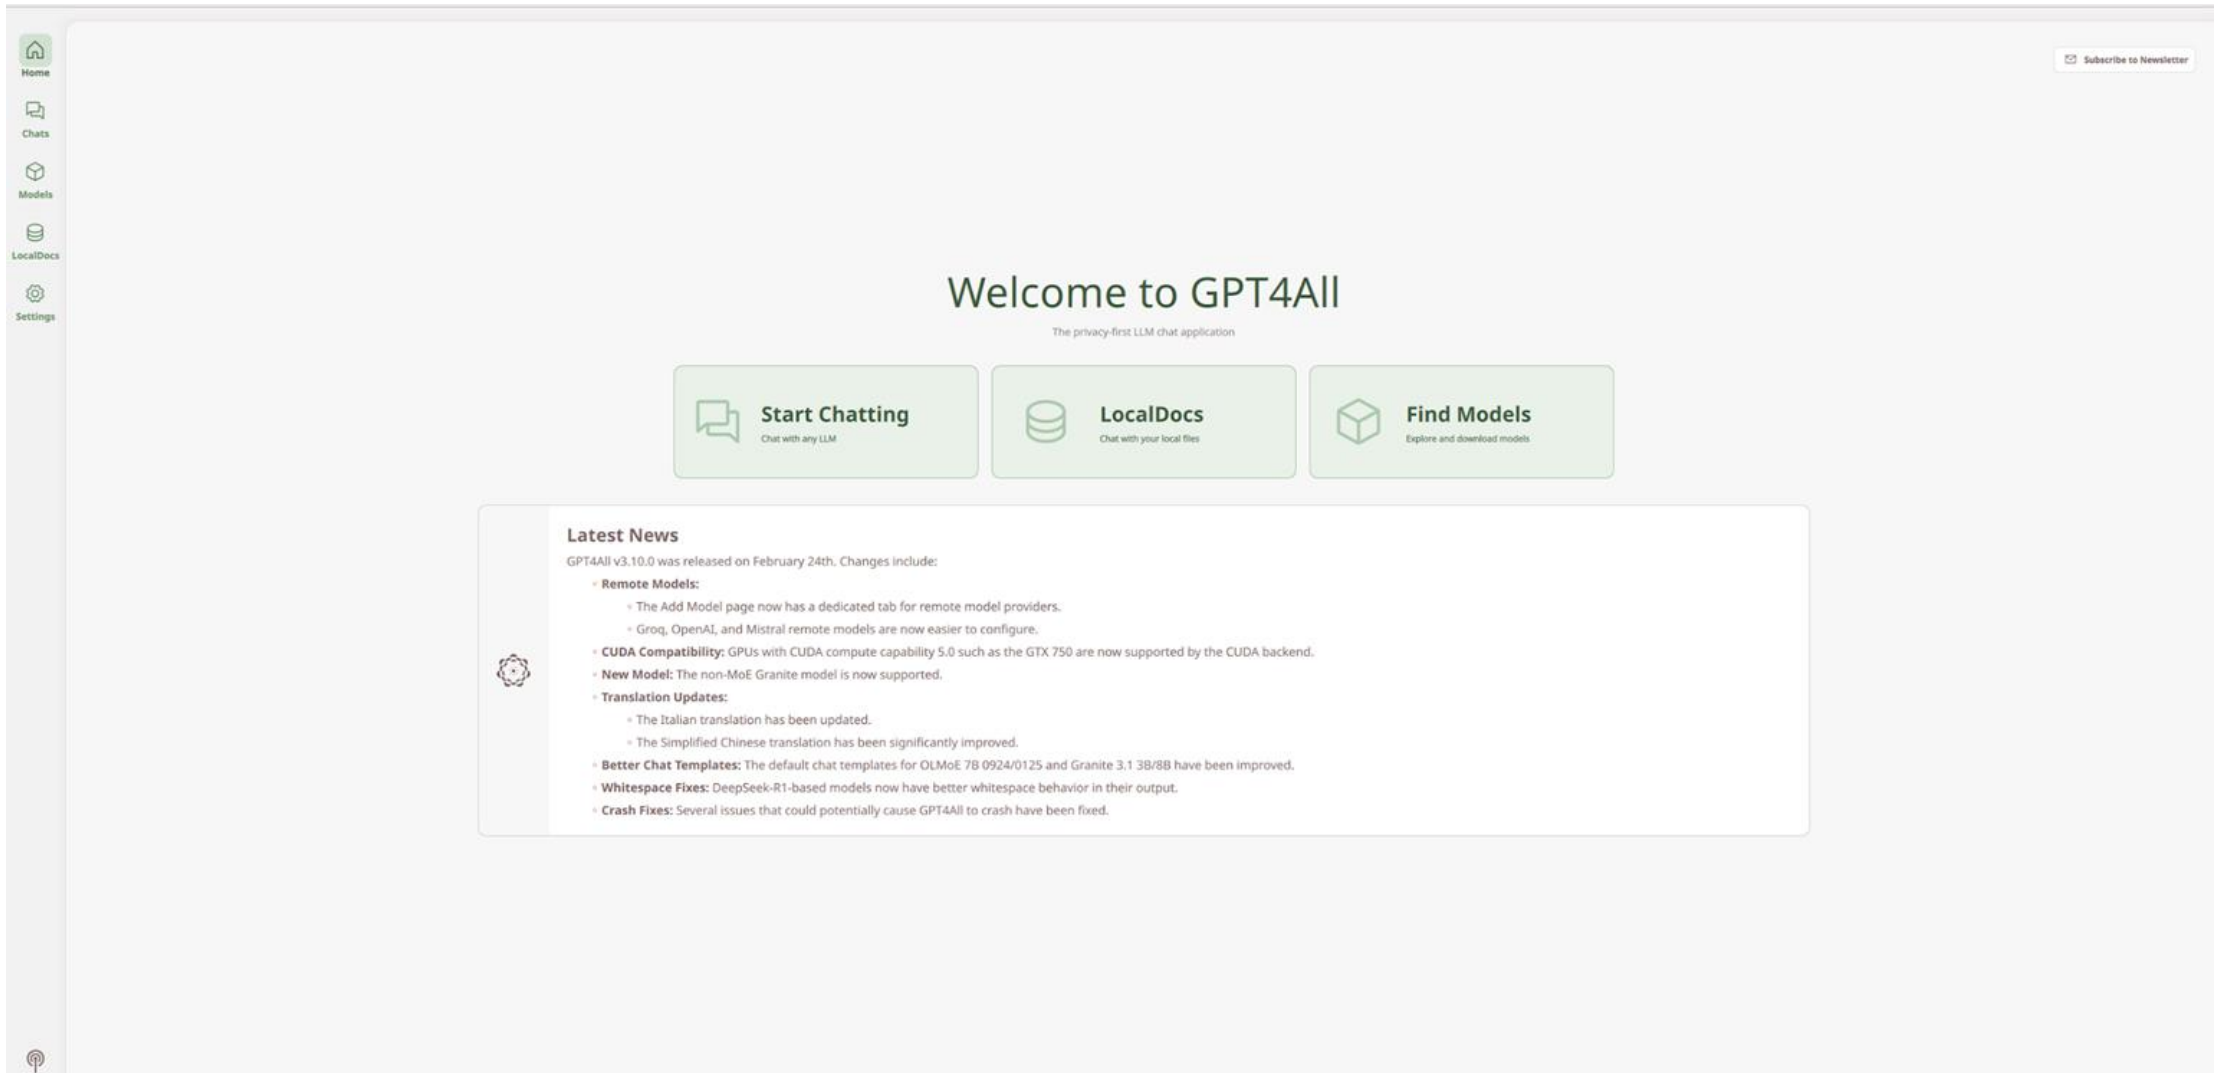 Home
Chats
Models
LocalDocs
Settings
Subscribe to Newsletter
Welcome to GPT4All
The privacy-first LLM chat application
Start Chatting
Chat with any LLM
LocalDocs
Chat with your local files
Find Models
Explore and download models
Latest News
GPT4All v3.10.0 was released on February 24th. Changes include:
Remote Models:
The Add Model page now has a dedicated tab for remote model providers.
Groq, OpenAI, and Mistral remote models are now easier to configure.
CUDA Compatibility: GPUs with CUDA compute capability 5.0 such as the GTX 750 are now supported by the CUDA backend.
New Model: The non-MoE Granite model is now supported.
Translation Updates:
The Italian translation has been updated.
The Simplified Chinese translation has been significantly improved.
Better Chat Templates: The default chat templates for OLMoE 7B 0924/0125 and Granite 3.1 3B/8B have been improved.
Whitespace Fixes: DeepSeek-R1-based models now have better whitespace behavior in their output.
Crash Fixes: Several issues that could potentially cause GPT4All to crash have been fixed.